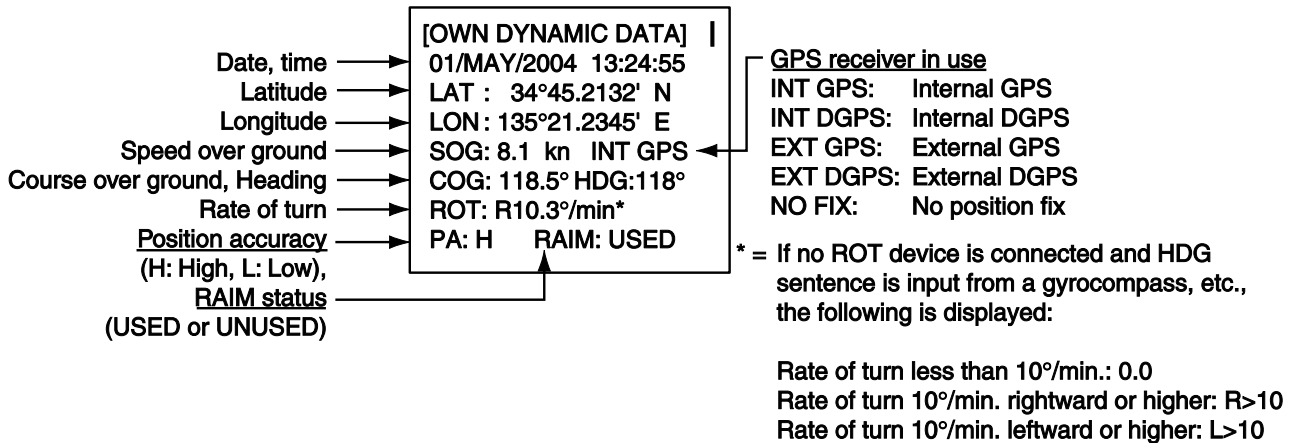 [OWN DYNAMIC DATA]
01/MAY/2004 13:24:55
LAT : 34°45.2132' N
LON : 135°21.2345' E
SOG: 8.1 kn INT GPS
COG: 118.5° HDG:118°
ROT: R10.3°/min*
PA: H RAIM: USED
Date, time
Latitude
Longitude
Speed over ground
Course over ground, Heading
Rate of turn
Position accuracy
(H: High, L: Low),
RAIM status
(USED or UNUSED)
GPS receiver in use
INT GPS: Internal GPS
INT DGPS: Internal DGPS
EXT GPS: External GPS
EXT DGPS: External DGPS
NO FIX: No position fix
* = If no ROT device is connected and HDG
sentence is input from a gyrocompass, etc.,
the following is displayed:
Rate of turn less than 10°/min.: 0.0
Rate of turn 10°/min. rightward or higher: R>10
Rate of turn 10°/min. leftward or higher: L>10